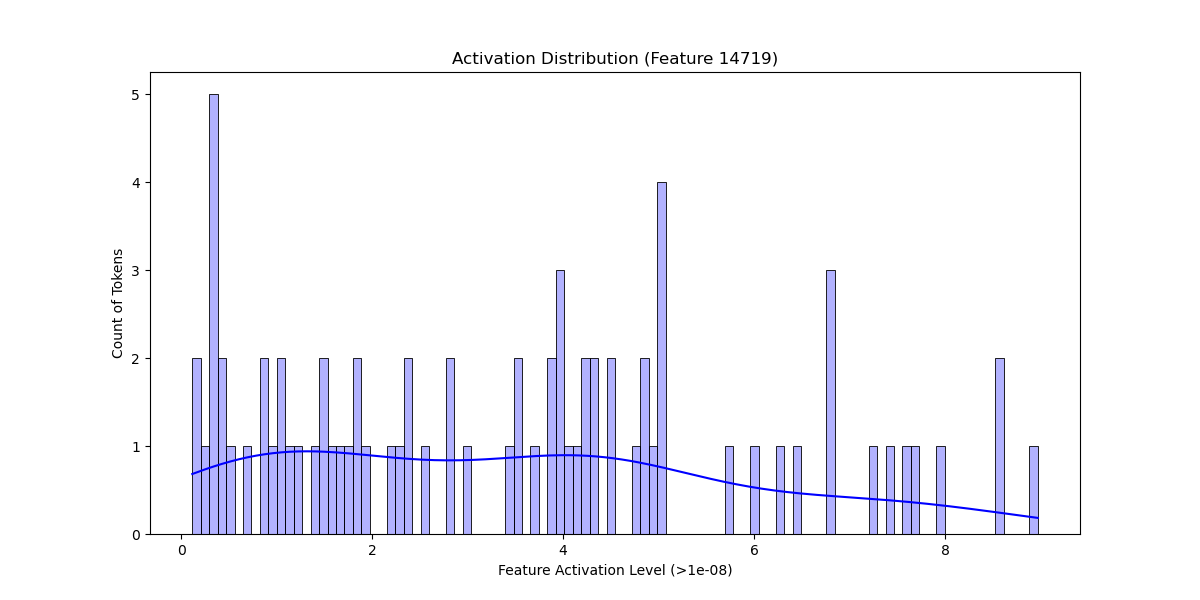 Activation Distribution (Feature 14719)
5
4
3
2
1
0
Count of Tokens
0 2 4 6 8
Feature Activation Level (>1e-08)